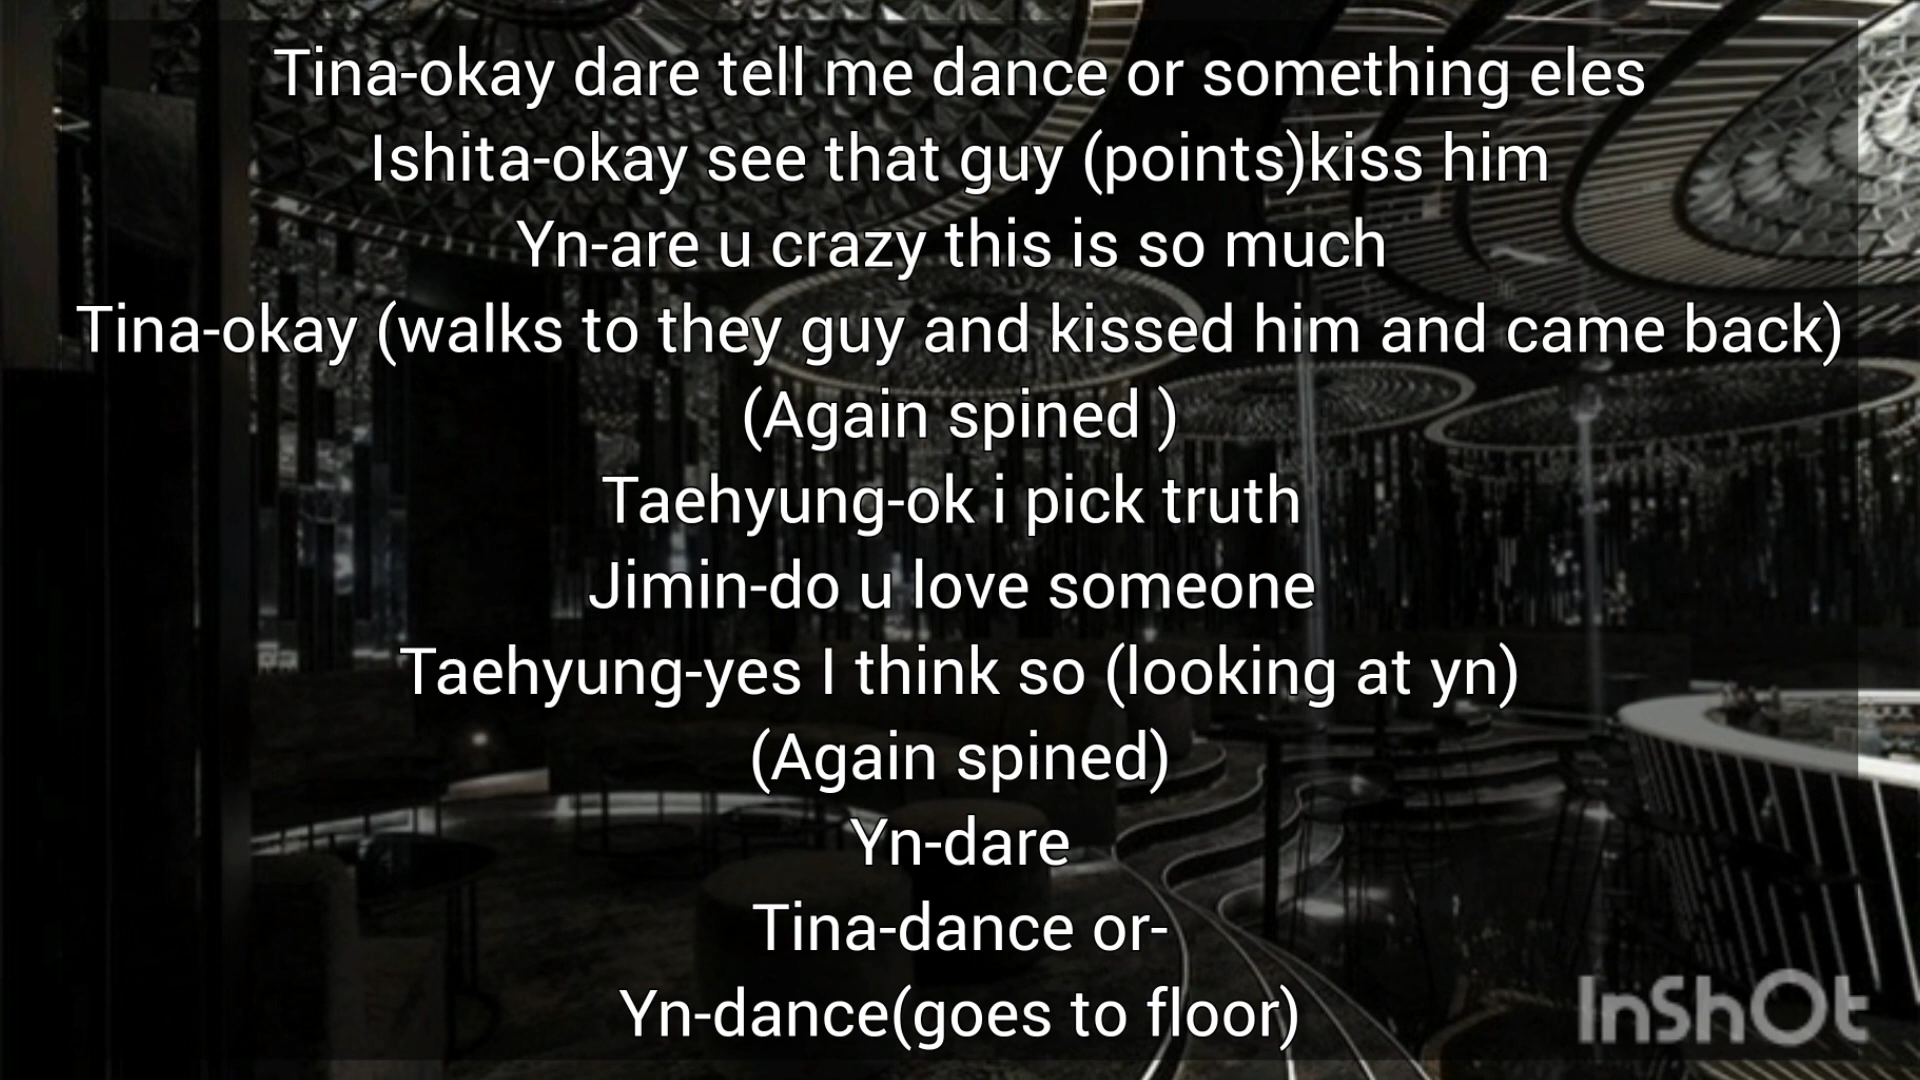 Tina-okay dare tell me dance or something eles
Ishita-okay see that guy (points)kiss him
Yn-are u crazy this is so much
Tina-okay (walks to they guy and kissed him and came back)
(Again spined )
Taehyung-ok i pick truth
Jimin-do u love someone
Taehyung-yes I think so (looking at yn)
(Again spined)
Yn-dare
Tina-dance or-
Yn-dance(goes to floor)
InShOt